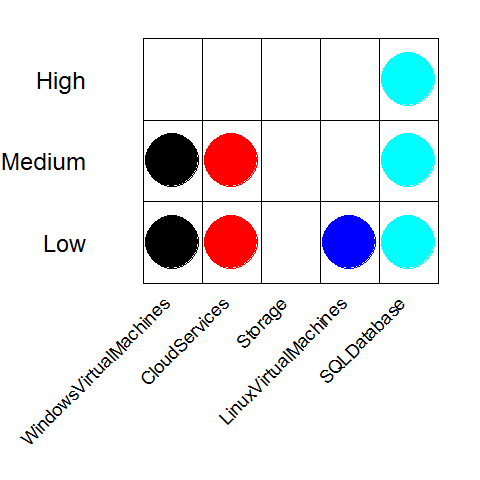 High
Medium
Low
WindowsVirtualMachines
CloudServices
Storage
LinuxVirtualMachines
SQLDatabase